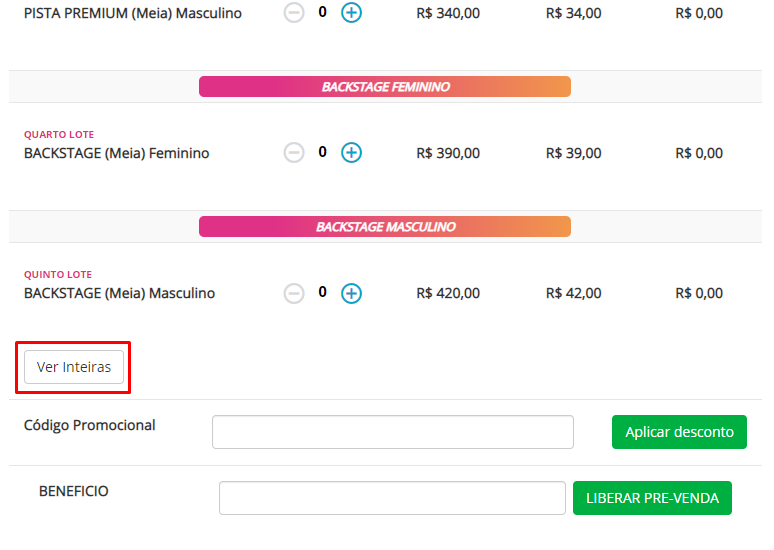 PISTA PREMIUM (Meia) Masculino 0 R$ 340,00 R$ 34,00 R$ 0,00
BACKSTAGE FEMININO
QUARTO LOTE
BACKSTAGE (Meia) Feminino 0 R$ 390,00 R$ 39,00 R$ 0,00
BACKSTAGE MASCULINO
QUINTO LOTE
BACKSTAGE (Meia) Masculino 0 R$ 420,00 R$ 42,00 R$ 0,00
Ver Inteiras
Código Promocional Aplicar desconto
BENEFICIO LIBERAR PRE-VENDA